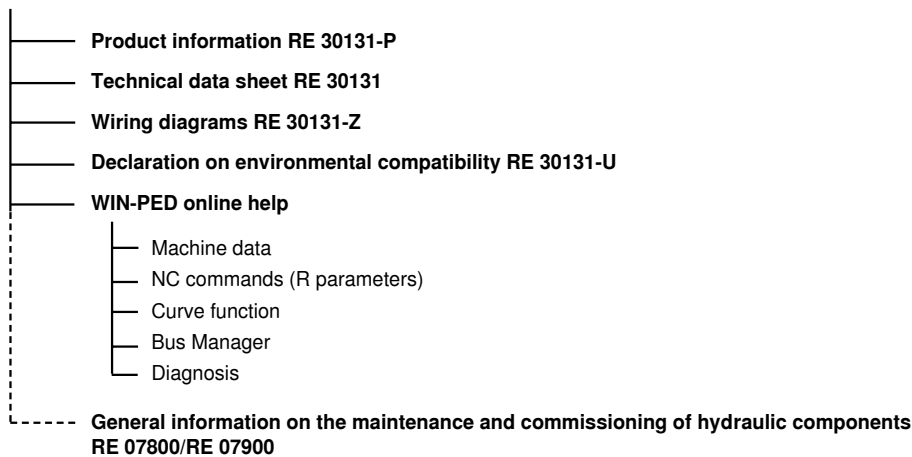 Product information RE 30131-P
Technical data sheet RE 30131
Wiring diagrams RE 30131-Z
Declaration on environmental compatibility RE 30131-U
WIN-PED online help
Machine data
NC commands (R parameters)
Curve function
Bus Manager
Diagnosis
General information on the maintenance and commissioning of hydraulic components
RE 07800/RE 07900